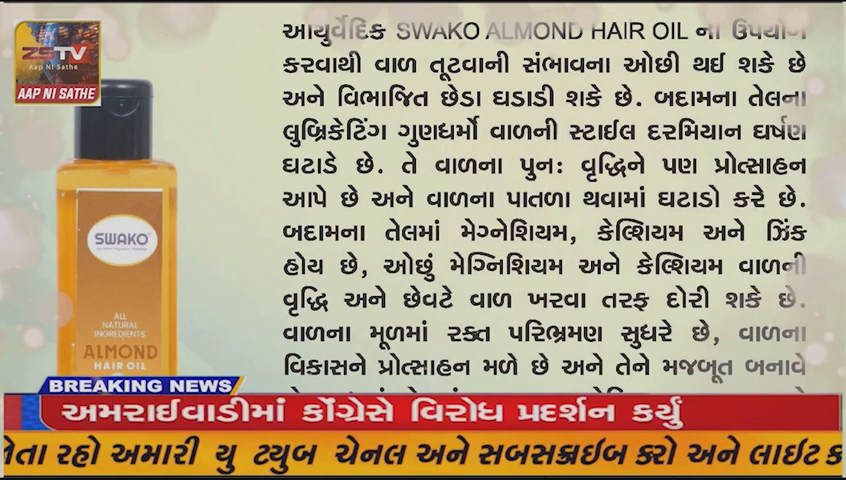 ZSTV
Aap Ni Sathe
AAP NI SATHE
આયુર્વેદિક SWAKO ALMOND HAIR OIL ના ઉપયોગ
કરવાથી વાળ તૂટવાની સંભાવના ઓછી થઈ શકે છે
અને વિભાજિત છેડા ઘડાડી શકે છે. બદામના તેલના
લુબ્રિકેટિંગ ગુણધર્મો વાળની સ્ટાઈલ દરમિયાન ઘર્ષણ
ઘટાડે છે. તે વાળના પુનઃ વૃદ્ધિને પણ પ્રોત્સાહન
આપે છે અને વાળના પાતળા થવામાં ઘટાડો કરે છે.
બદામના તેલમાં મેગ્નેશિયમ, કેલ્શિયમ અને ઝિંક
હોય છે, ઓછું મેગ્નિશિયમ અને કેલ્શિયમ વાળની
વૃદ્ધિ અને છેવટે વાળ ખરવા તરફ દોરી શકે છે.
વાળના મૂળમાં રક્ત પરિભ્રમણ સુધરે છે, વાળના
વિકાસને પ્રોત્સાહન મળે છે અને તેને મજબૂત બનાવે
SWAKO
ALL
NATURAL
INGREDIENTS
ALMOND
HAIR OIL
BREAKING NEWS
અમરાઈવાડીમાં કોંગ્રેસે વિરોધ પ્રદર્શન કર્યું
રહો અમારી યુ ટ્યુબ ચેનલ અને સબસક્રાઇબ કરો અને લાઈટ